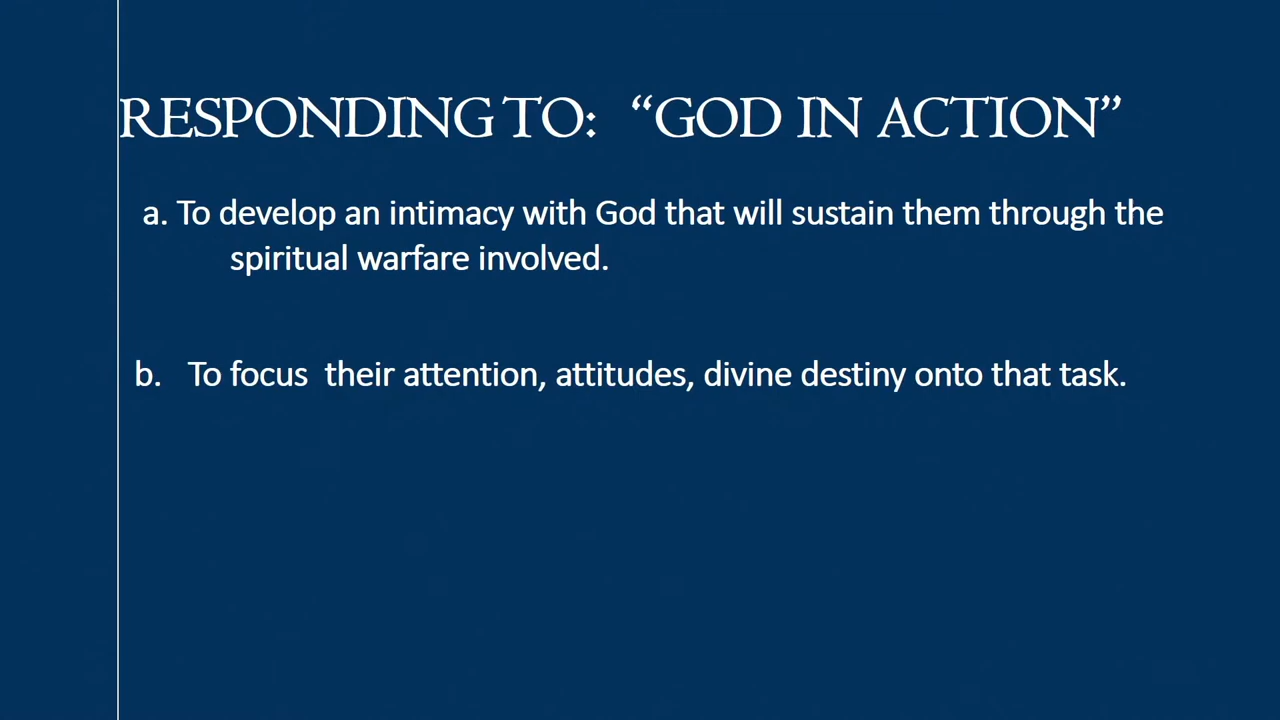 RESPONDING TO: “GOD IN ACTION”
a. To develop an intimacy with God that will sustain them through the
spiritual warfare involved.
b. To focus their attention, attitudes, divine destiny onto that task.